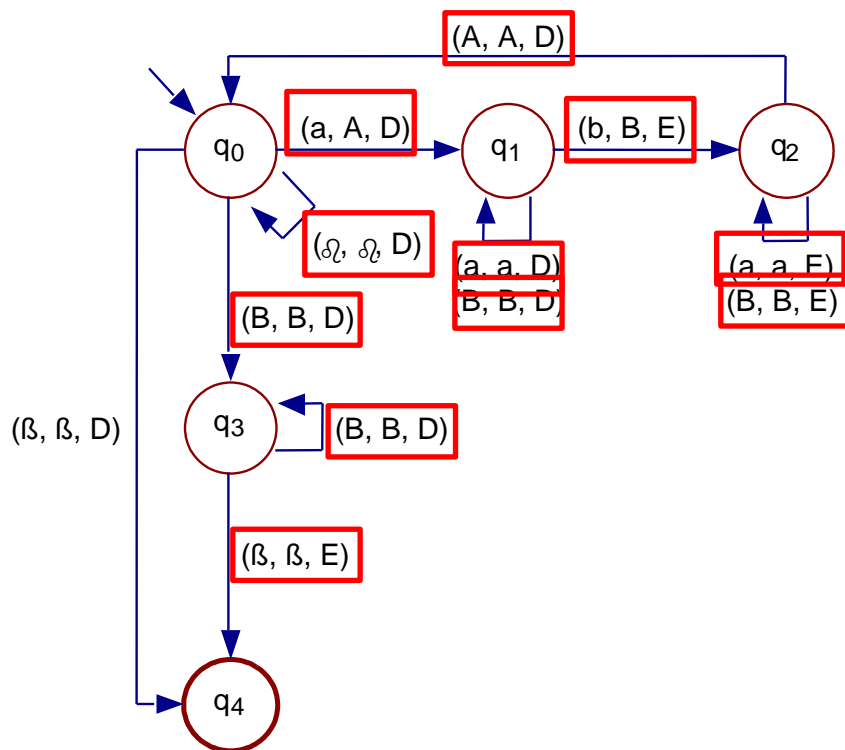 (A, A, D)
q0
(a, A, D)
q1
(b, B, E)
q2
(♌, ♌, D)
(a, a, D)
(B, B, D)
(a, a, E)
(B, B, E)
(B, B, D)
q3
(B, B, D)
(ß, ß, D)
(ß, ß, E)
q4